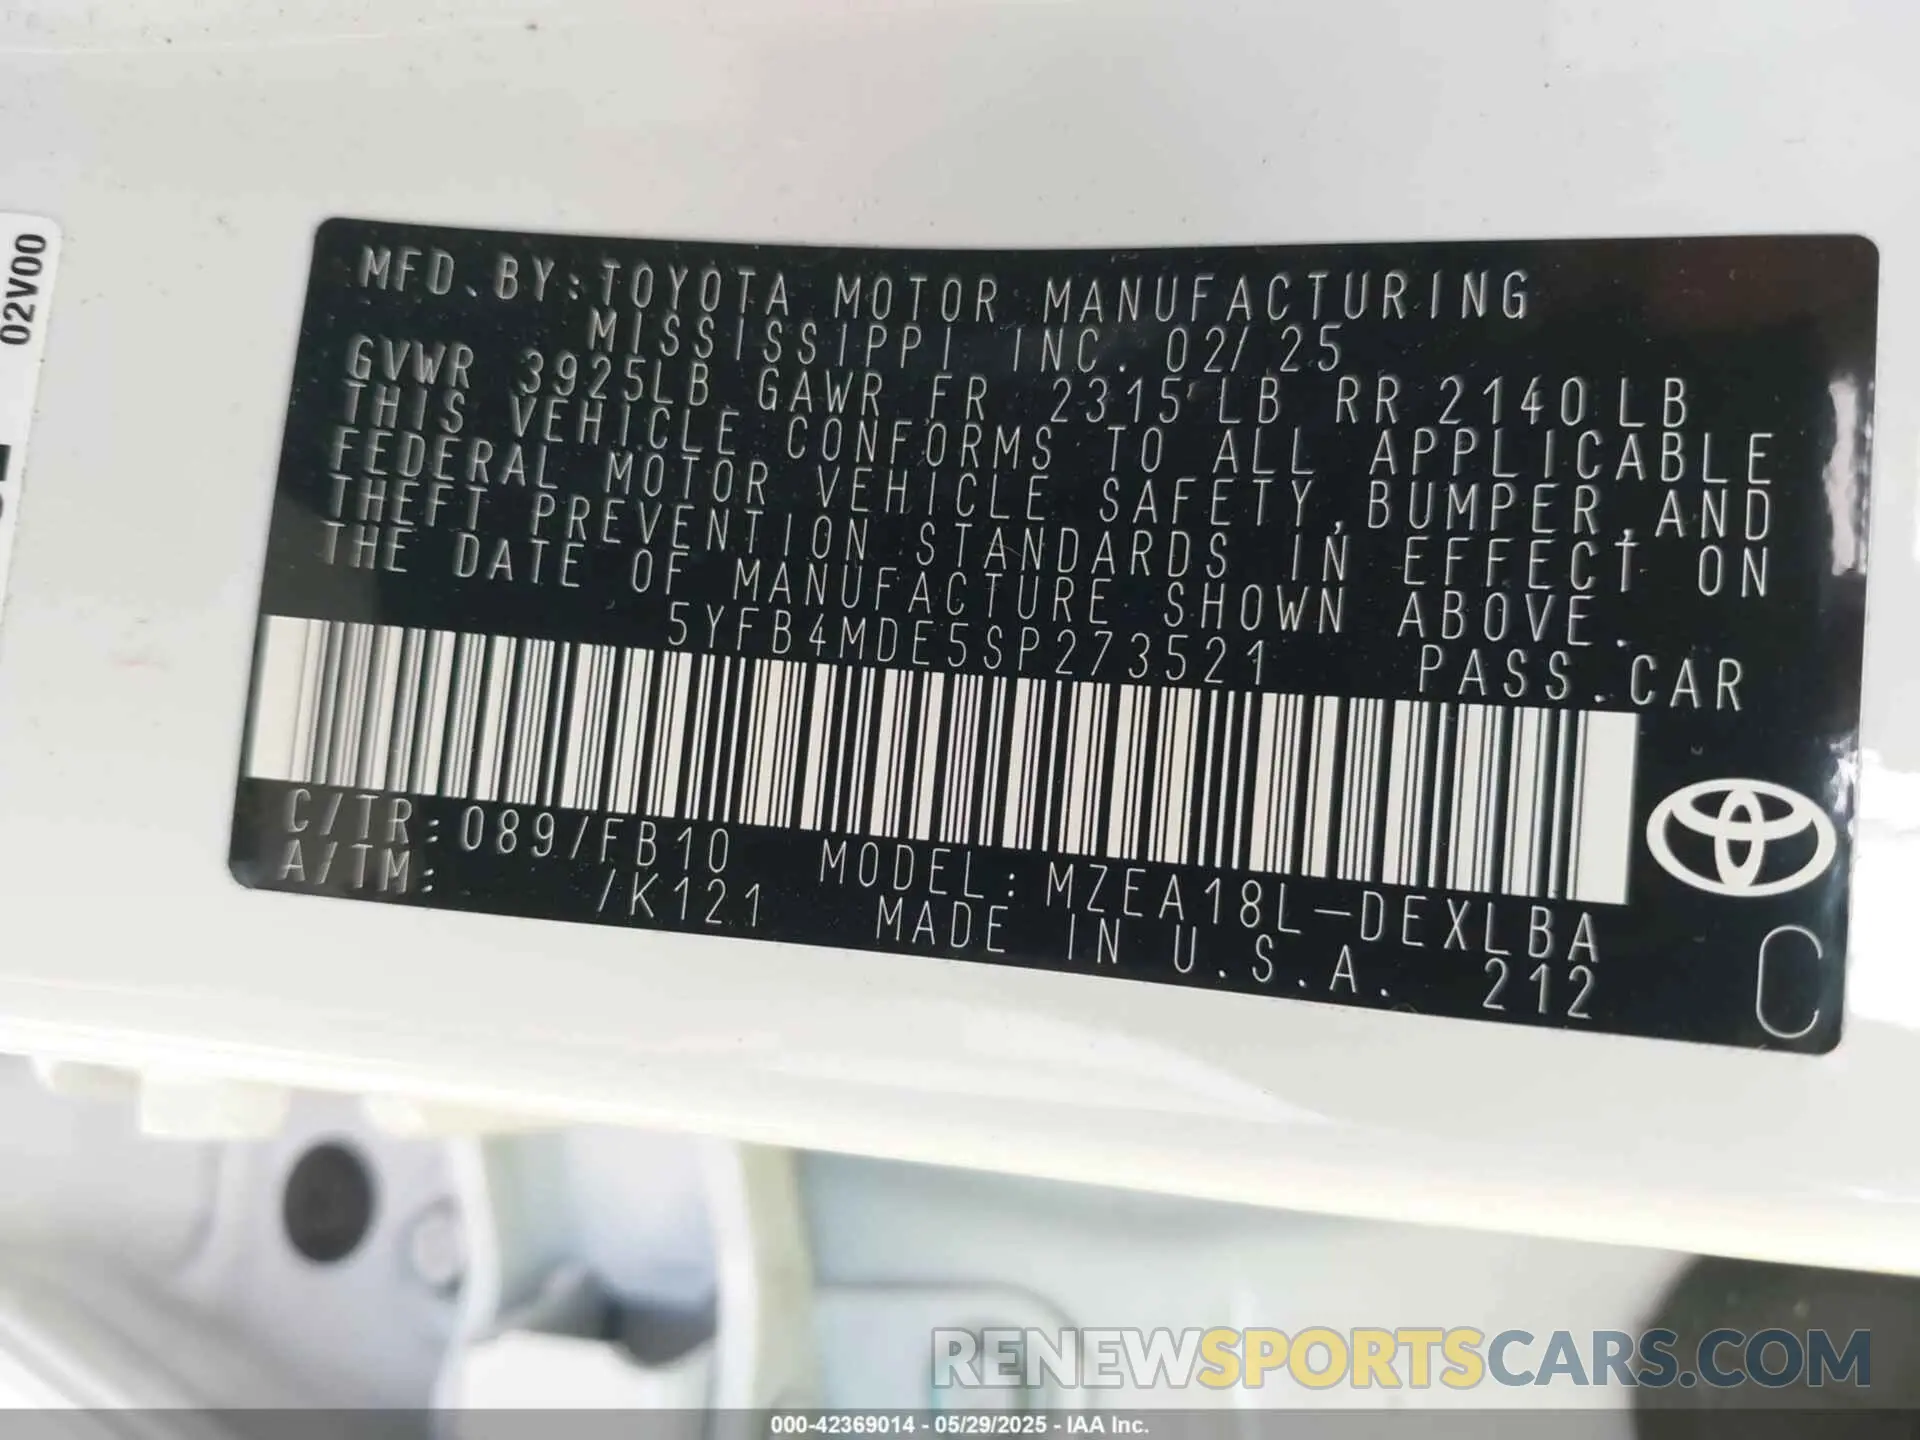 02V00
MFD.BY:TOYOTA MOTOR MANUFACTURING
MISSISSIPPI INC. 02/25
GVWR 3925LB GAWR FR 2315LB RR 2140LB
THIS VEHICLE CONFORMS TO ALL APPLICABLE
FEDERAL MOTOR VEHICLE SAFETY,BUMPER,AND
THEFT PREVENTION STANDARDS IN EFFECT ON
THE DATE OF MANUFACTURE SHOWN ABOVE.
5YFB4MDE5SP273521 PASS.CAR
C/TR:089/FB10 MODEL:MZEA18L-DEXLBA
A/TM: /K121 MADE IN U.S.A. 212
C
RENEWSPORTSCARS.COM
000-42369014 - 05/29/2025 - IAA Inc.